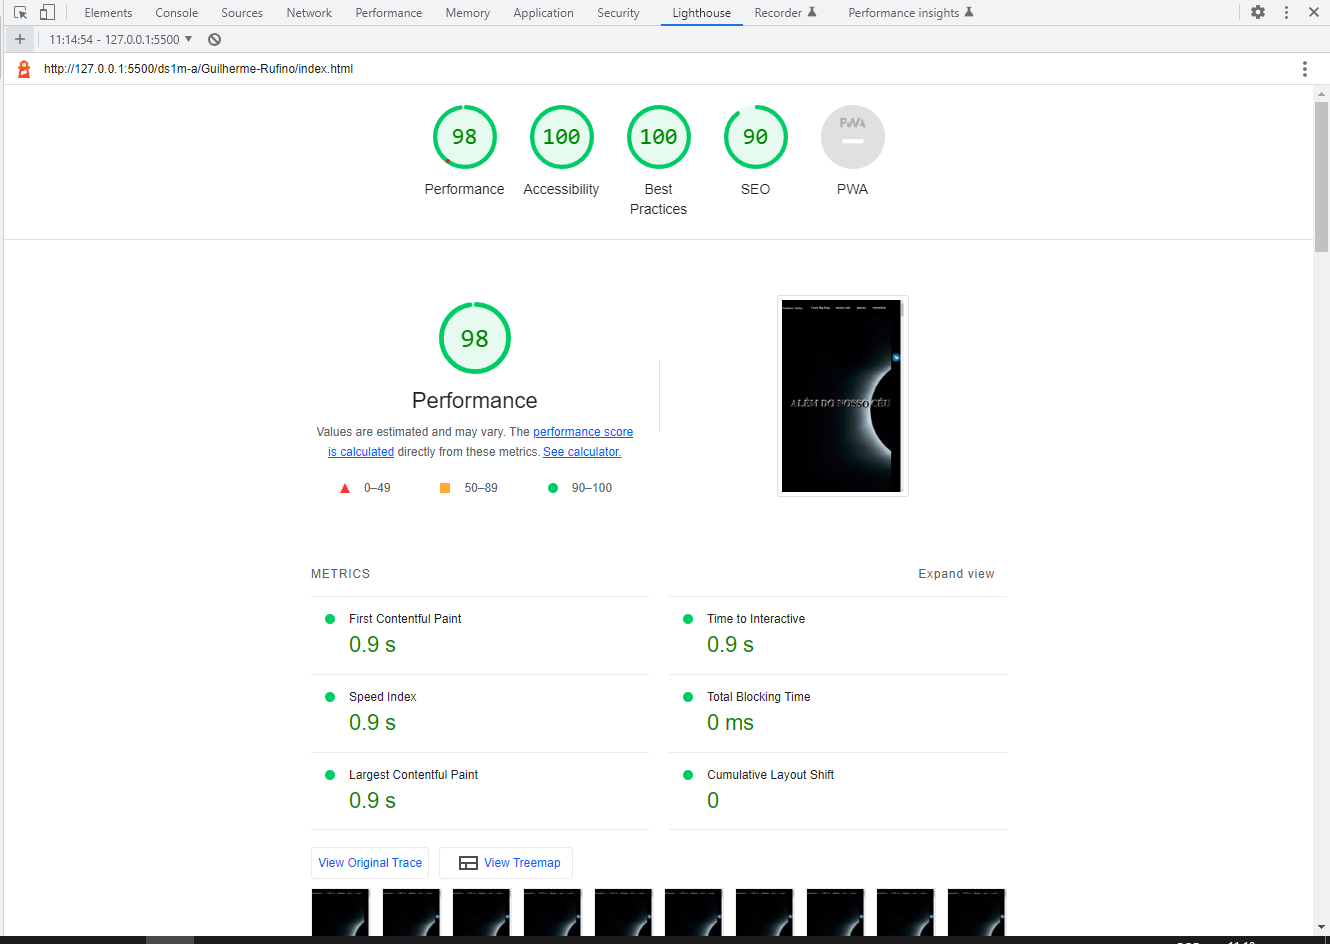 Elements Console Sources Network Performance Memory Application Security Lighthouse Recorder Performance insights
11:14:54 - 127.0.0.1:5500
http://127.0.0.1:5500/ds1m-a/Guilherme-Rufino/index.html
98 100 100 90 PWA
Performance Accessibility Best Practices SEO PWA
98
Performance
Values are estimated and may vary. The performance score
is calculated directly from these metrics. See calculator.
0–49 50–89 90–100
ALÉM DO NOSSO CÉU
METRICS Expand view
First Contentful Paint
0.9 s
Time to Interactive
0.9 s
Speed Index
0.9 s
Total Blocking Time
0 ms
Largest Contentful Paint
0.9 s
Cumulative Layout Shift
0
View Original Trace View Treemap